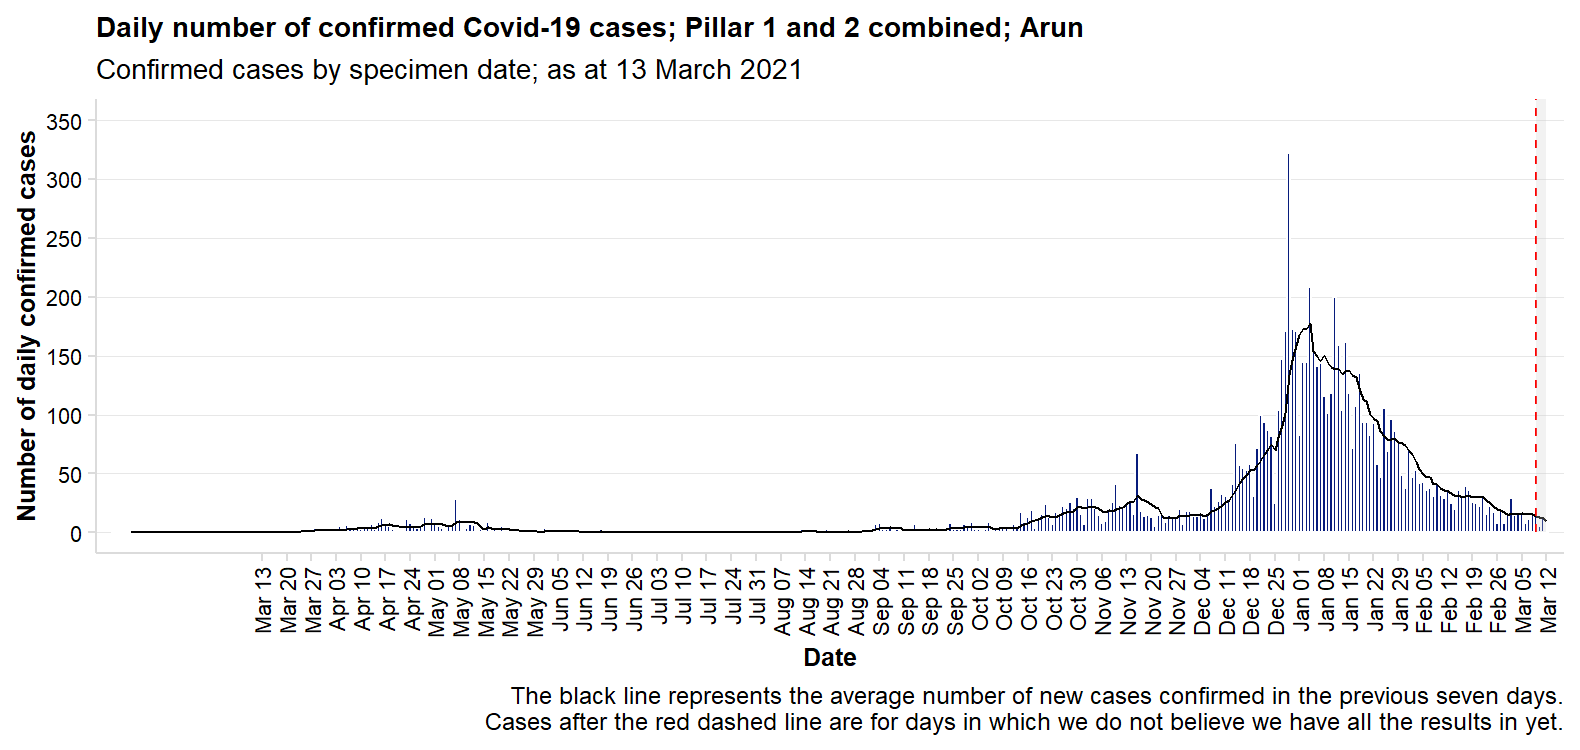 Daily number of confirmed Covid-19 cases; Pillar 1 and 2 combined; Arun
Confirmed cases by specimen date; as at 13 March 2021
Number of daily confirmed cases
350
300
250
200
150
100
50
0
Mar 13
Mar 20
Mar 27
Apr 03
Apr 10
Apr 17
Apr 24
May 01
May 08
May 15
May 22
May 29
Jun 05
Jun 12
Jun 19
Jun 26
Jul 03
Jul 10
Jul 17
Jul 24
Jul 31
Aug 07
Aug 14
Aug 21
Aug 28
Sep 04
Sep 11
Sep 18
Sep 25
Oct 02
Oct 09
Oct 16
Oct 23
Oct 30
Nov 06
Nov 13
Nov 20
Nov 27
Dec 04
Dec 11
Dec 18
Dec 25
Jan 01
Jan 08
Jan 15
Jan 22
Jan 29
Feb 05
Feb 12
Feb 19
Feb 26
Mar 05
Mar 12
Date
The black line represents the average number of new cases confirmed in the previous seven days.
Cases after the red dashed line are for days in which we do not believe we have all the results in yet.